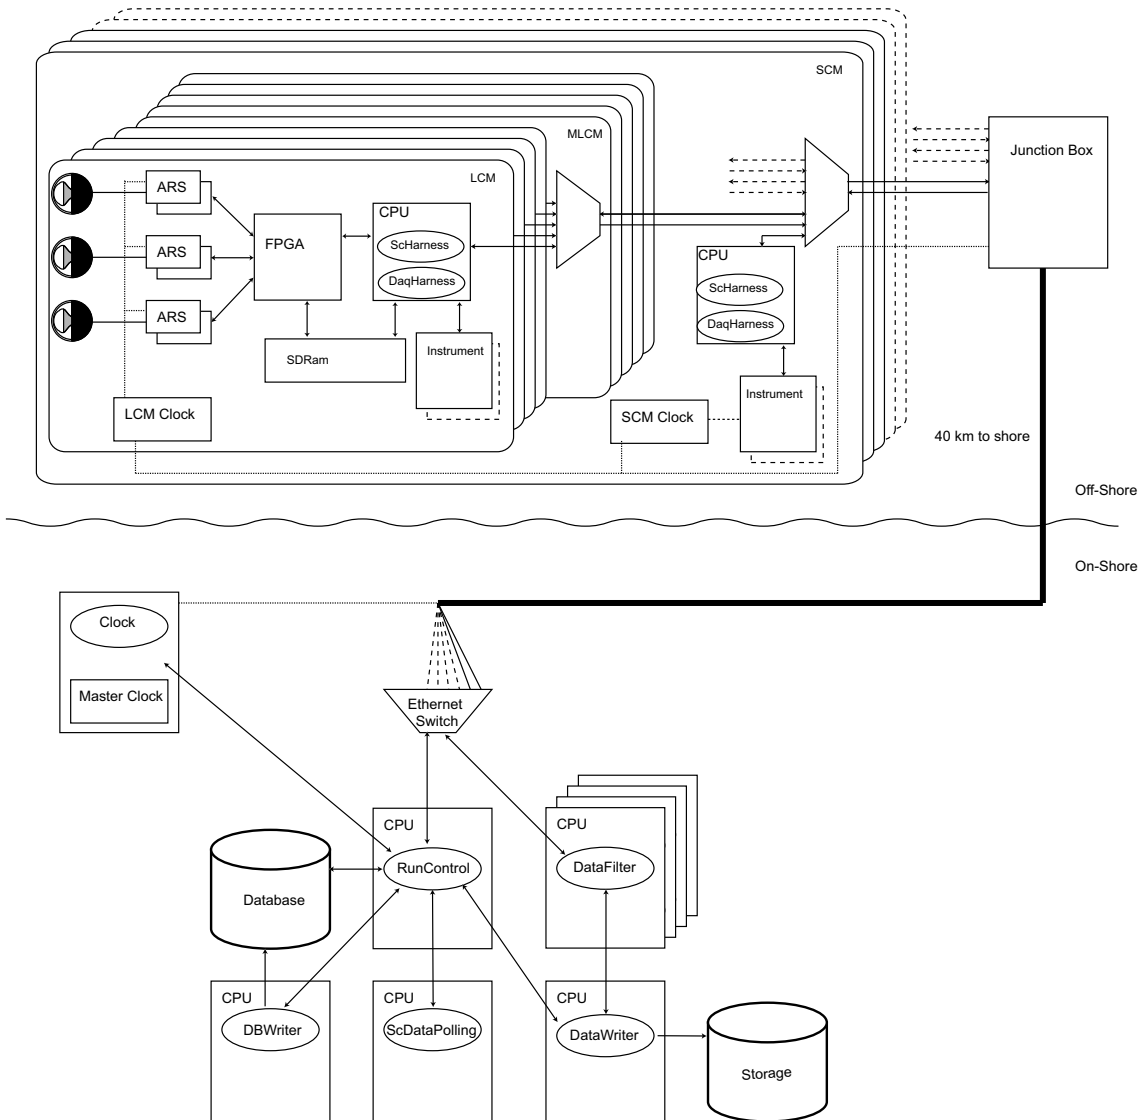 SCM
MLCM
LCM
Junction Box
ARS
CPU
FPGA
ScHarness
ARS
CPU
DaqHarness
ScHarness
ARS
DaqHarness
SDRam
Instrument
Instrument
LCM Clock
SCM Clock
40 km to shore
Off-Shore
On-Shore
Clock
Master Clock
Ethernet
Switch
CPU
CPU
RunControl
DataFilter
Database
CPU
CPU
CPU
DBWriter
ScDataPolling
DataWriter
Storage